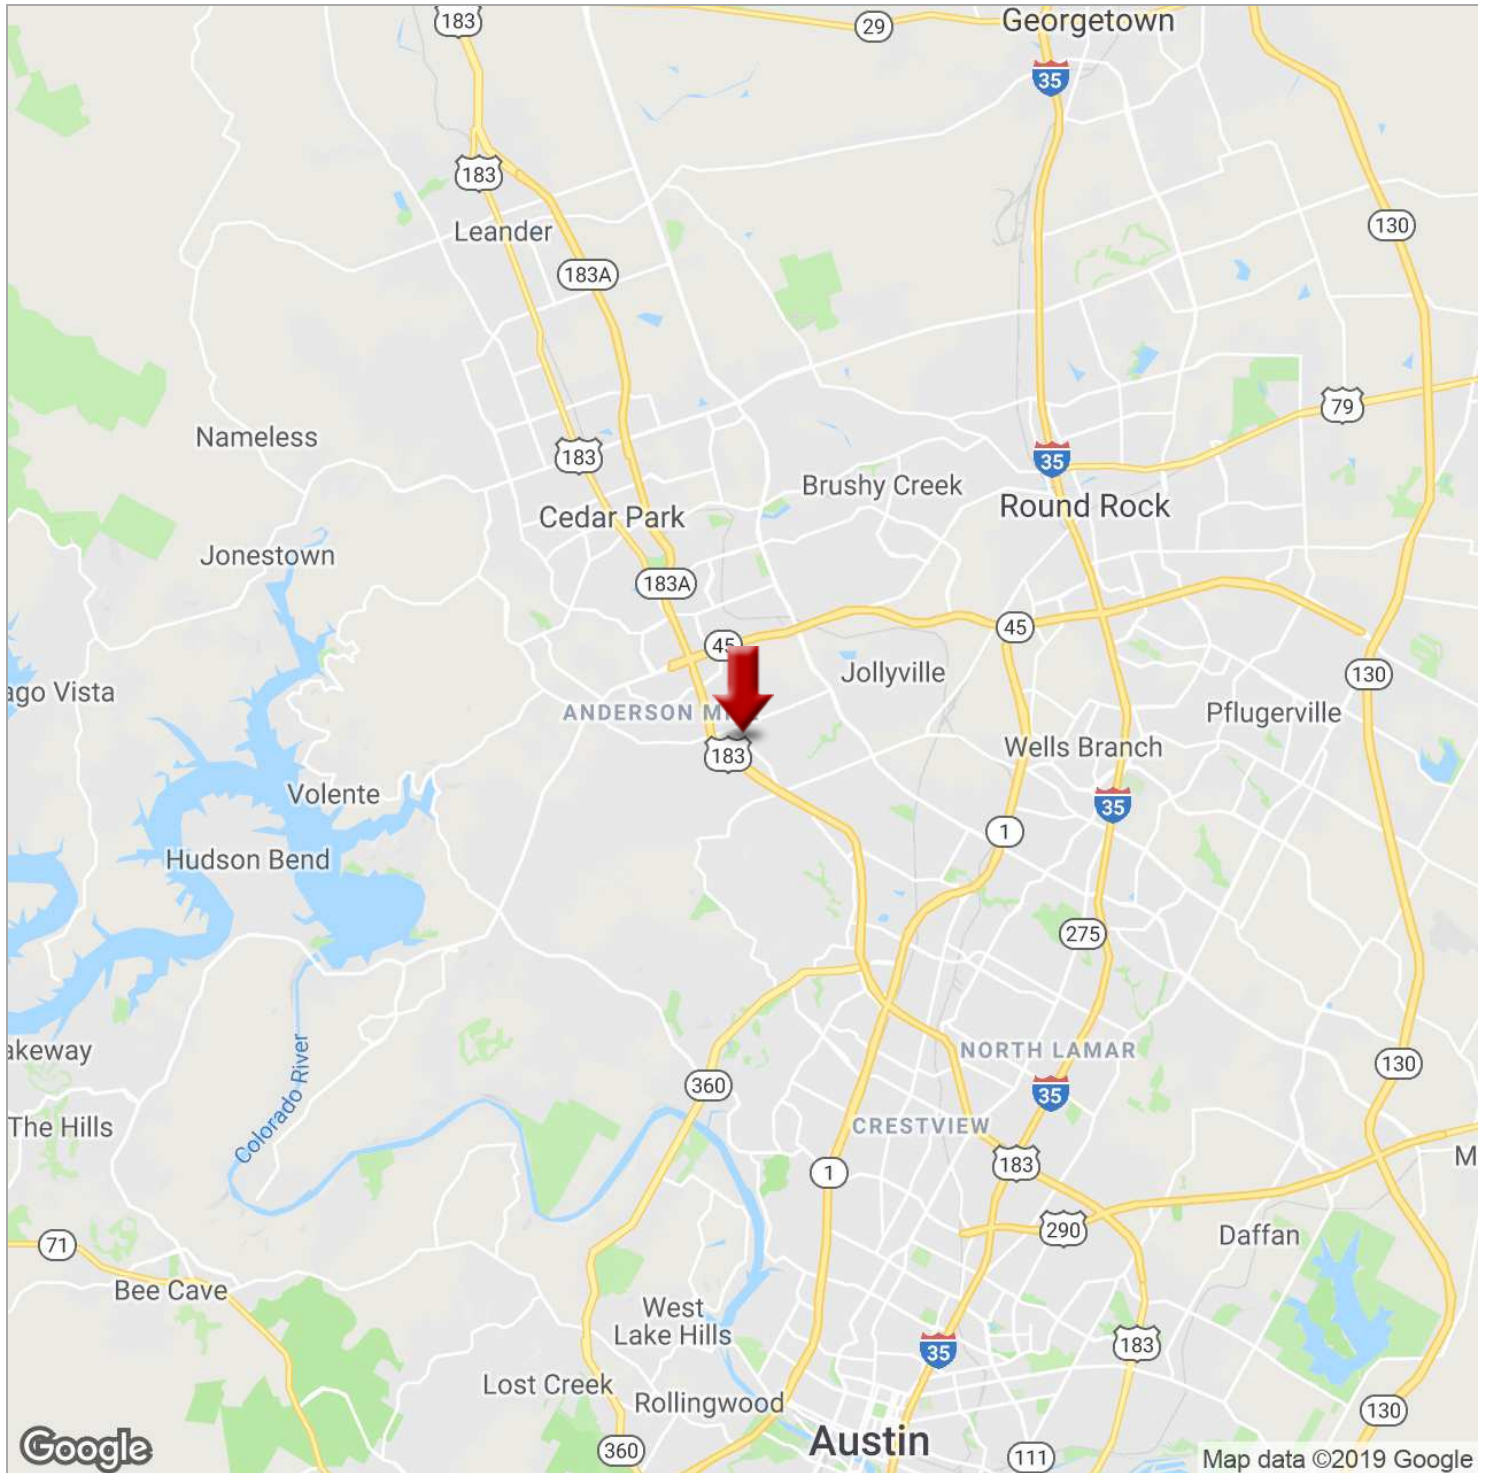 183
29
Georgetown
35
183
Leander
130
183A
79
Nameless
183
35
Brushy Creek
Round Rock
Cedar Park
Jonestown
183A
45
45
Jollyville
130
ago Vista
ANDERSON M
Pflugerville
183
Wells Branch
Volente
35
1
Hudson Bend
275
akeway
NORTH LAMAR
130
Colorado River
360
35
The Hills
CRESTVIEW
M
183
1
290
Daffan
71
Bee Cave
West
Lake Hills
183
35
Lost Creek
Rollingwood
130
Austin
Google
360
111
Map data ©2019 Google